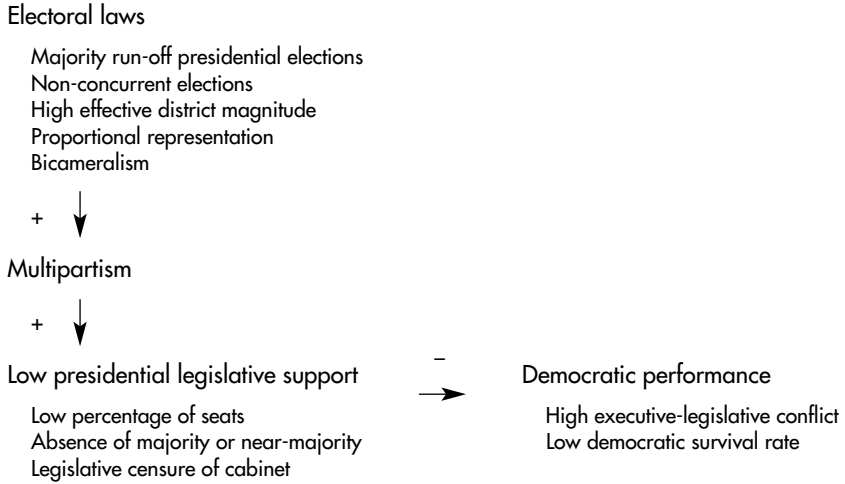 Electoral laws
Majority run-off presidential elections
Non-concurrent elections
High effective district magnitude
Proportional representation
Bicameralism
+
Multipartism
+
Low presidential legislative support
Low percentage of seats
Absence of majority or near-majority
Legislative censure of cabinet
–
Democratic performance
High executive-legislative conflict
Low democratic survival rate